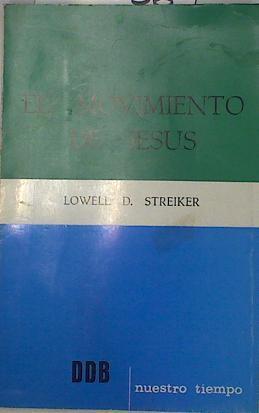 EL MOVIMIENTO
DE JESUS
LOWELL D. STREIKER
DDB
nuestro tiempo